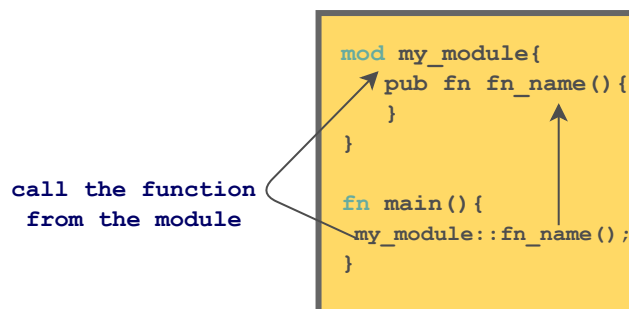 mod my_module{
pub fn fn_name(){
}
}
call the function
from the module
fn main(){
my_module::fn_name();
}